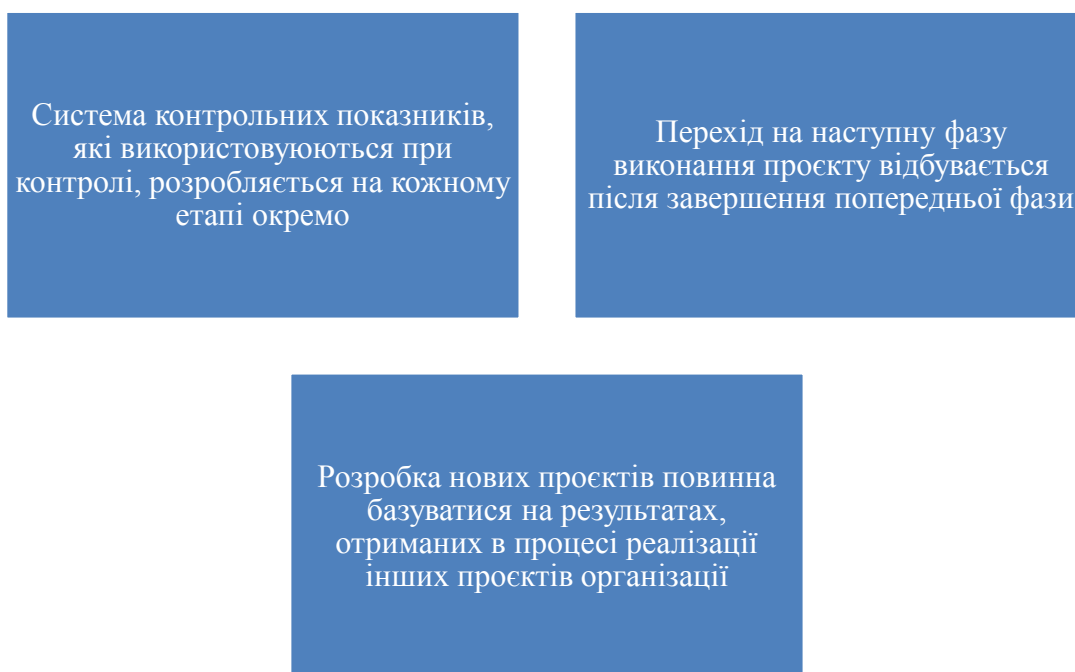 Система контрольних показників,
які використовуюються при
контролі, розробляється на кожному
етапі окремо
Перехід на наступну фазу
виконання проєкту відбувається
після завершення попередньої фази
Розробка нових проєктів повинна
базуватися на результатах,
отриманих в процесі реалізації
інших проєктів організації